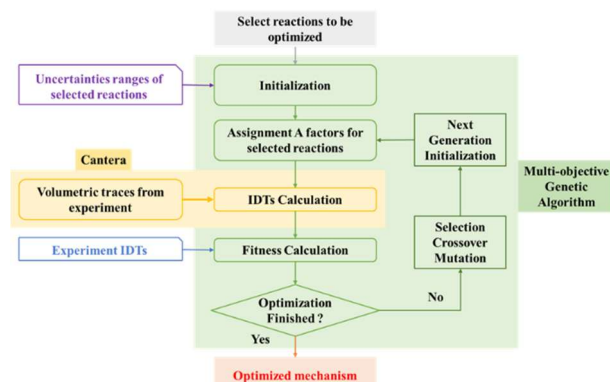 Select reactions to be
optimized
Uncertainties ranges of
selected reactions
Initialization
Assignment A factors for
selected reactions
Next
Generation
Initialization
Cantera
Multi-objective
Genetic
Algorithm
Volumetric traces from
experiment
IDTs Calculation
Selection
Crossover
Mutation
Experiment IDTs
Fitness Calculation
Optimization
Finished ?
No
Yes
Optimized mechanism